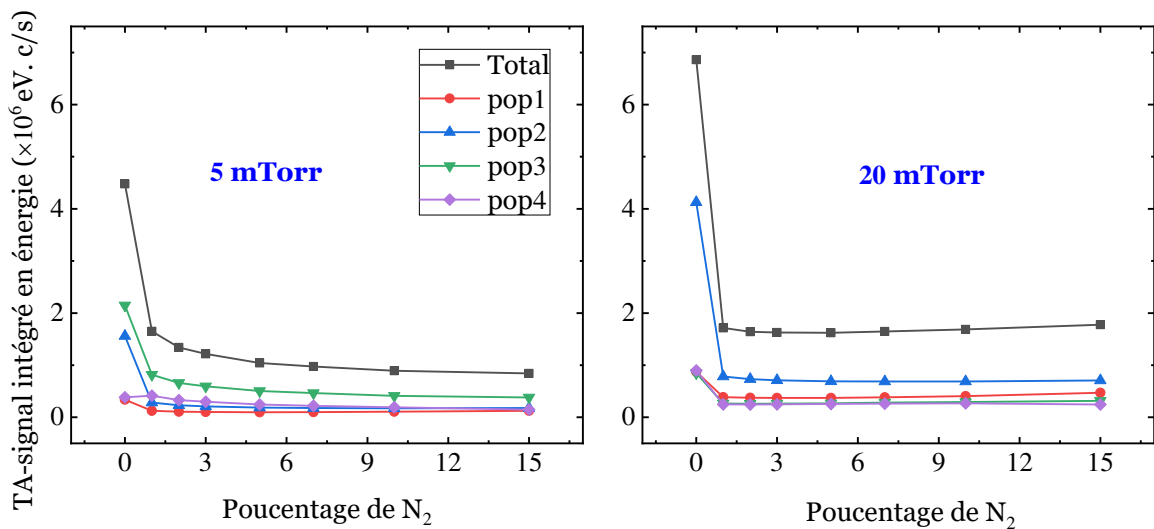 TA-signal intégré en énergie (×10⁶ eV. c/s)
6
4
2
0
Total
pop1
pop2
pop3
pop4
5 mTorr
0 3 6 9 12 15
Poucentage de N₂
6
4
2
0
20 mTorr
0 3 6 9 12 15
Poucentage de N₂